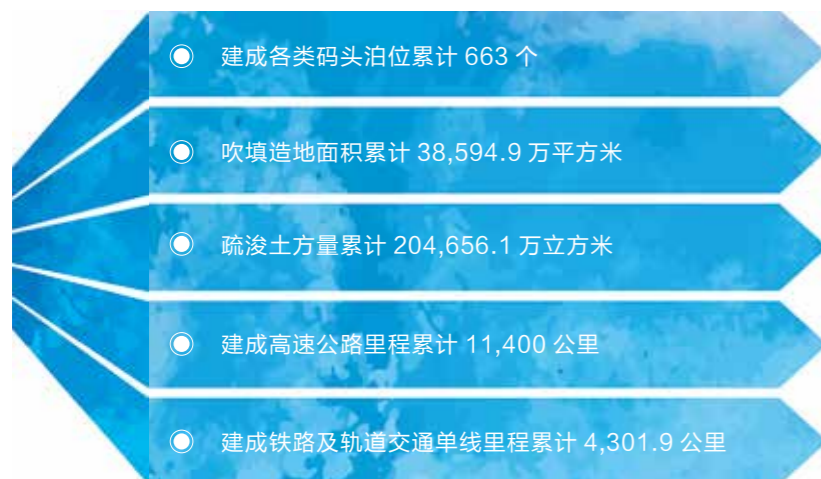 建成各类码头泊位累计 663 个
吹填造地面积累计 38,594.9 万平方米
疏浚土方量累计 204,656.1 万立方米
建成高速公路里程累计 11,400 公里
建成铁路及轨道交通单线里程累计 4,301.9 公里